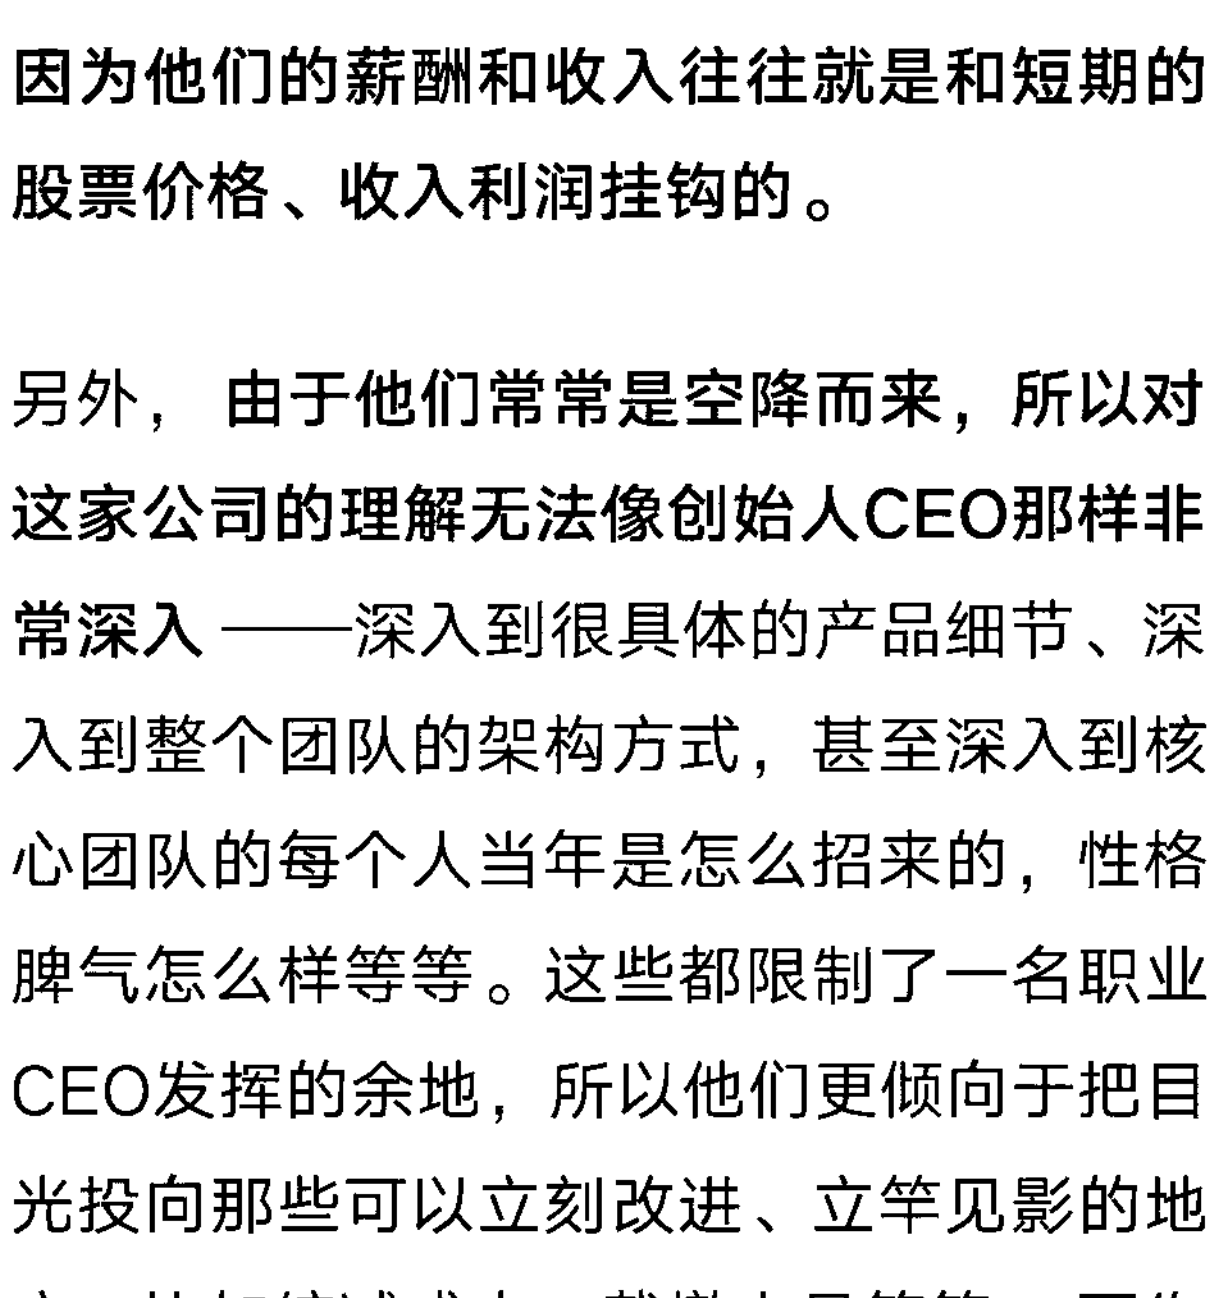 因为他们的薪酬和收入往往就是和短期的
股票价格、收入利润挂钩的。
另外，由于他们常常是空降而来，所以对
这家公司的理解无法像创始人CEO那样非
常深入——深入到很具体的产品细节、深
入到整个团队的架构方式，甚至深入到核
心团队的每个人当年是怎么招来的，性格
脾气怎么样等等。这些都限制了一名职业
CEO发挥的余地，所以他们更倾向于把目
光投向那些可以立刻改进、立竿见影的地